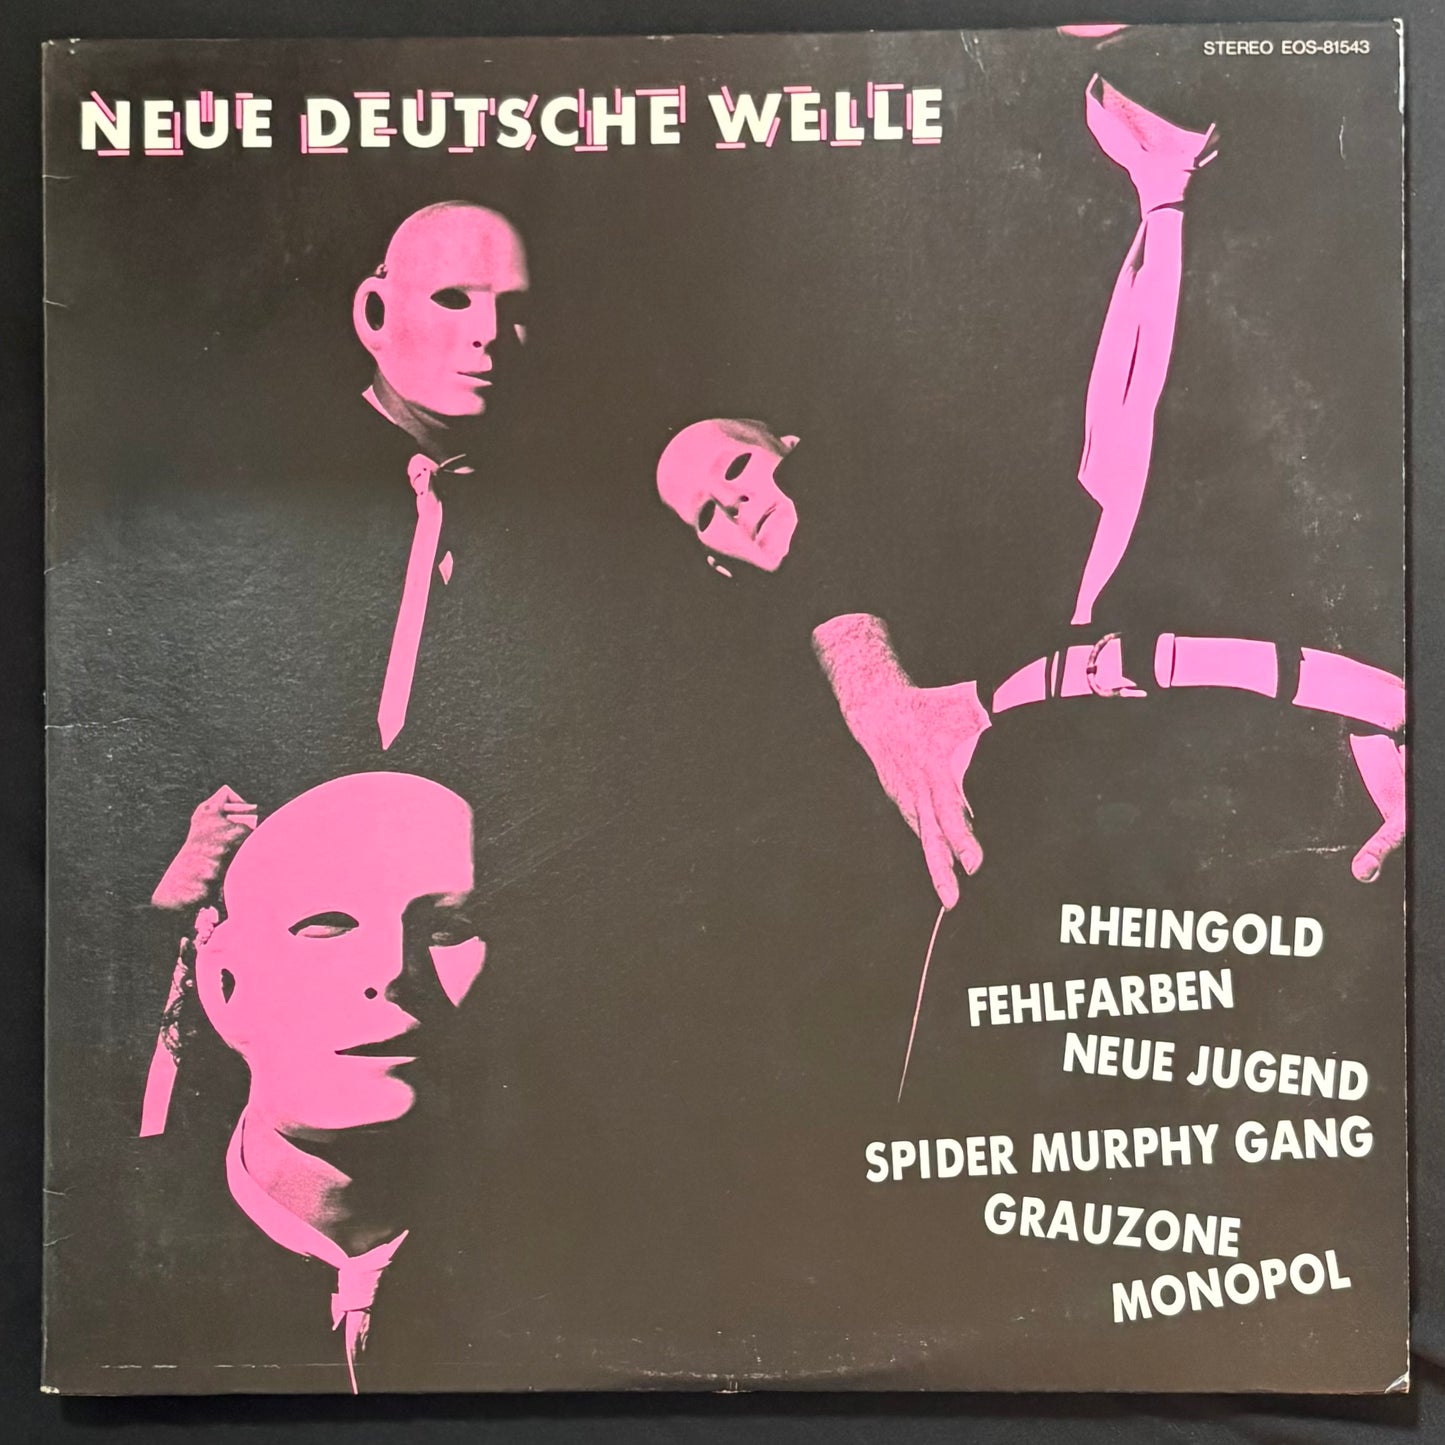 STEREO EOS-81543
NEUE DEUTSCHE WELLE
RHEINGOLD
FEHLFARBEN
NEUE JUGEND
SPIDER MURPHY GANG
GRAUZONE
MONOPOL